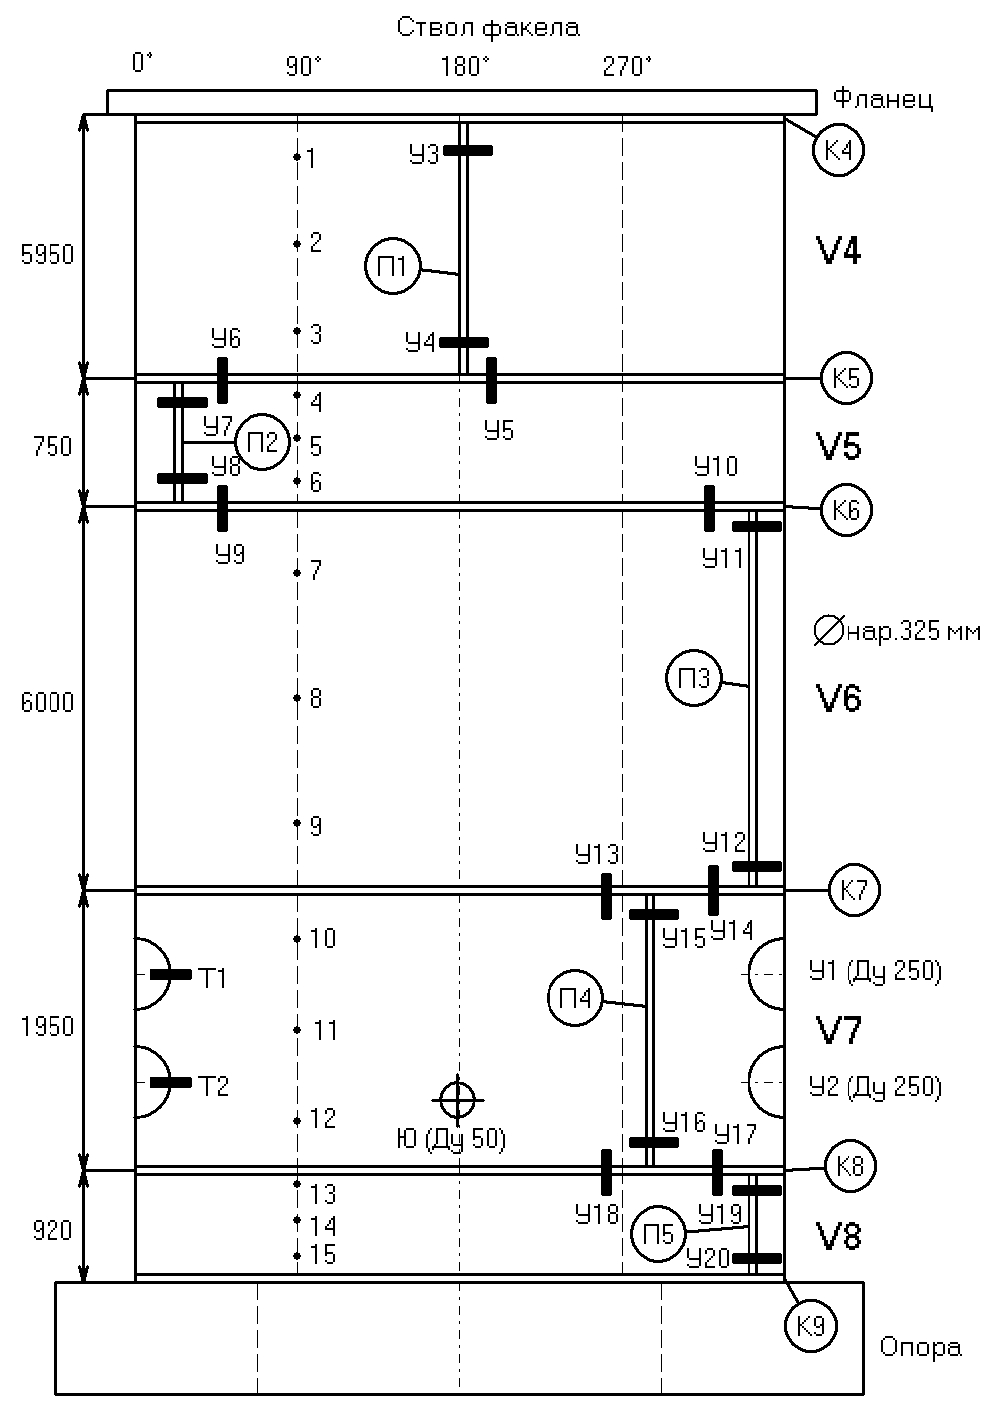 Ствол факела
0° 90° 180° 270°
Фланец
К4
1
У3
2
V4
5950
П1
3
У4
У6
К5
4
У7
У5
750
П2
5
V5
У8
6
У10
К6
У9
У11
7
Ø нар.325 мм
П3
6000
8
V6
9
У13
У12
К7
10
У15
У14
Т1
У1 (Ду 250)
П4
1950
11
V7
Т2
У2 (Ду 250)
12
Ю (Ду 50)
У16
У17
К8
13
У18
У19
920
14
П5
V8
15
У20
К9
Опора